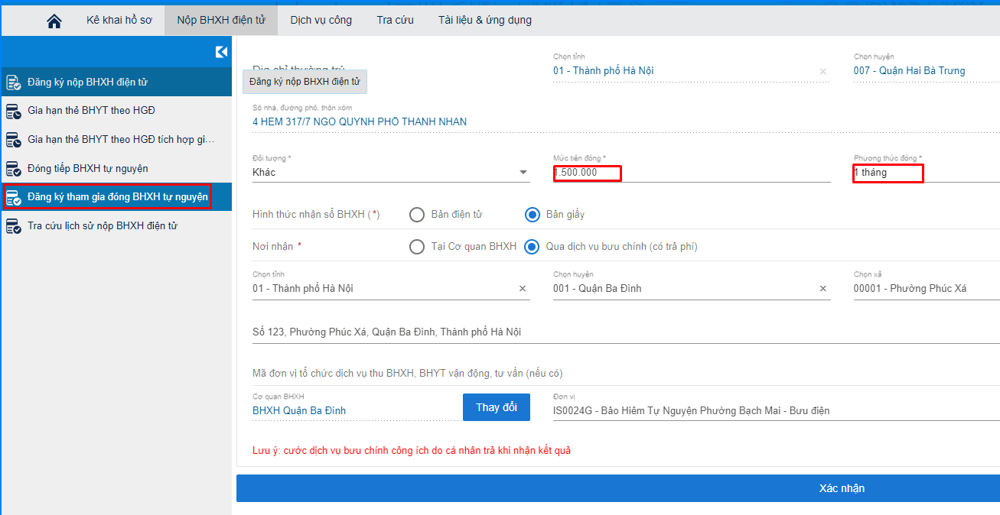 Kê khai hồ sơ
Nộp BHXH điện tử
Dịch vụ công
Tra cứu
Tài liệu & ứng dụng
Đăng ký nộp BHXH điện tử
Gia hạn thẻ BHYT theo HGĐ
Gia hạn thẻ BHYT theo HGĐ tích hợp gi...
Đóng tiếp BHXH tự nguyện
Đăng ký tham gia đóng BHXH tự nguyện
Tra cứu lịch sử nộp BHXH điện tử
Địa chỉ thường trú
Chọn tỉnh
01 - Thành phố Hà Nội
×
Chọn huyện
007 - Quận Hai Bà Trưng
Đăng ký nộp BHXH điện tử
Số nhà, đường phố, thôn xóm
4 HEM 317/7 NGO QUYNH PHÔ THANH NHAN
Đối tượng *
Khác
Mức tiền đóng *
1.500.000
Phương thức đóng *
1 tháng
Hình thức nhận sổ BHXH (*)
Bản điện tử
Bản giấy
Nơi nhận *
Tại Cơ quan BHXH
Qua dịch vụ bưu chính (có trả phí)
Chọn tỉnh
01 - Thành phố Hà Nội
×
Chọn huyện
001 - Quận Ba Đình
×
Chọn xã
00001 - Phường Phúc Xá
Số 123, Phường Phúc Xá, Quận Ba Đình, Thành phố Hà Nội
Mã đơn vị tổ chức dịch vụ thu BHXH, BHYT vận động, tư vấn (nếu có)
Cơ quan BHXH
BHXH Quận Ba Đình
Thay đổi
Đơn vị
IS0024G - Bảo Hiểm Tự Nguyện Phường Bạch Mai - Bưu điện
Lưu ý: cước dịch vụ bưu chính công ích do cá nhân trả khi nhận kết quả
Xác nhận